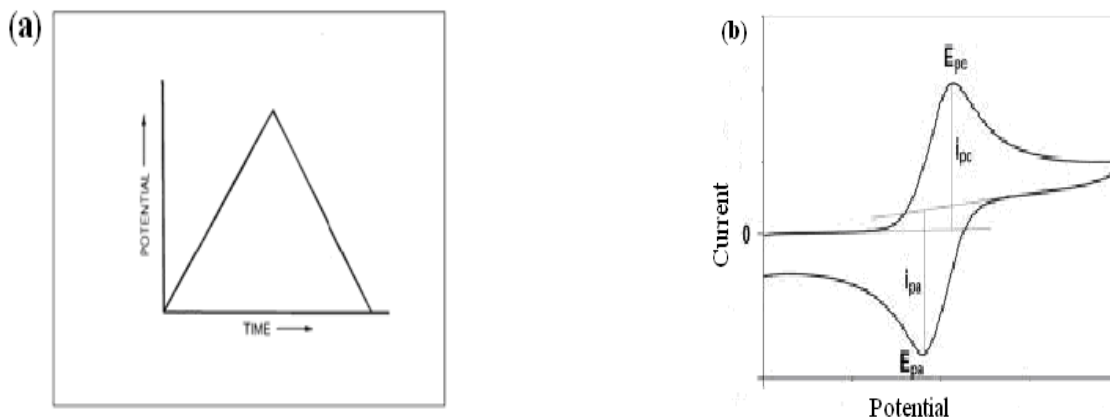 (a)
POTENTIAL
TIME
(b)
Epc
ipc
Current
0
ipa
Epa
Potential